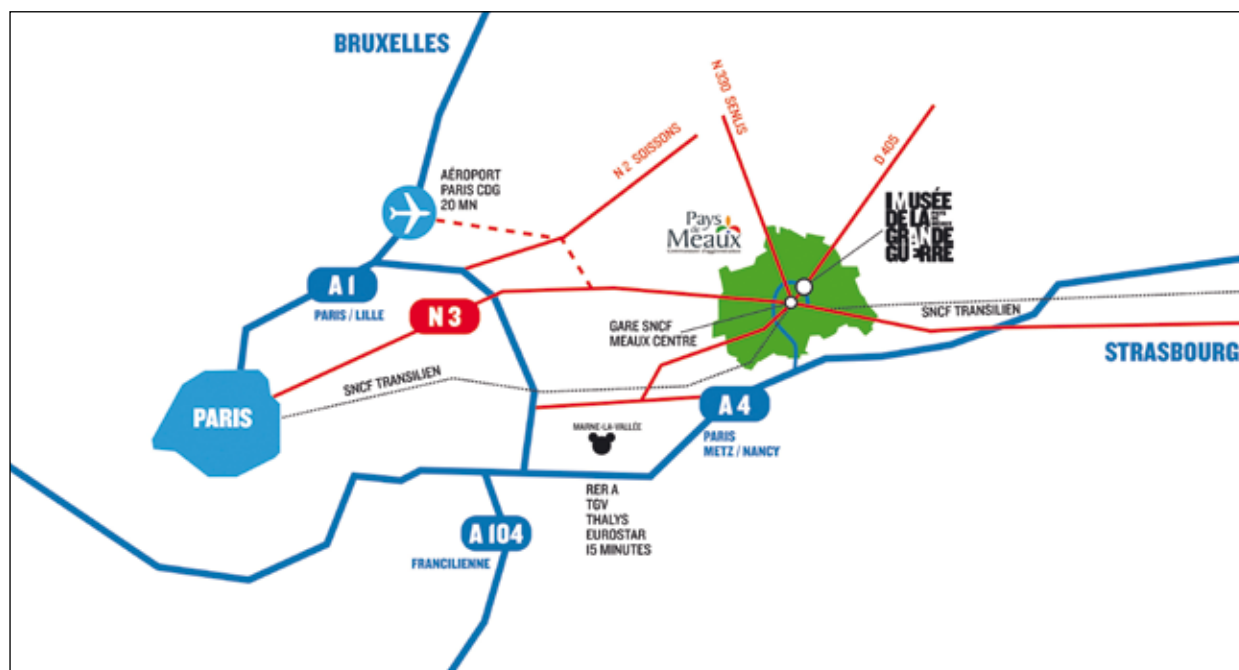 BRUXELLES
N 330 SENLIS
N 2 SOISSONS
D 405
AÉROPORT
PARIS CDG
20 MN
Pays
de
Meaux
MUSÉE
DE LA
GRANDE
GUERRE
A 1
PARIS / LILLE
N 3
GARE SNCF
MEAUX CENTRE
SNCF TRANSILIEN
STRASBOURG
SNCF TRANSILIEN
PARIS
A 4
PARIS
METZ / NANCY
MARNE-LA-VALLÉE
RER A
TGV
THALYS
EUROSTAR
15 MINUTES
A 104
FRANCILIENNE